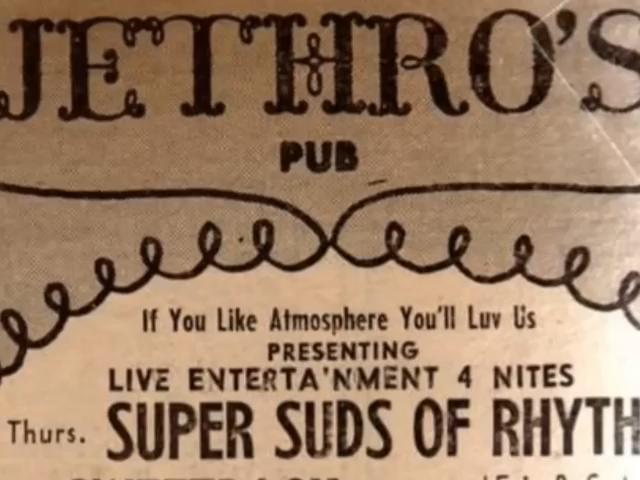 JETHRO'S
PUB
If You Like Atmosphere You'll Luv Us
PRESENTING
LIVE ENTERTA'NMENT 4 NITES
Thurs. SUPER SUDS OF RHYTH